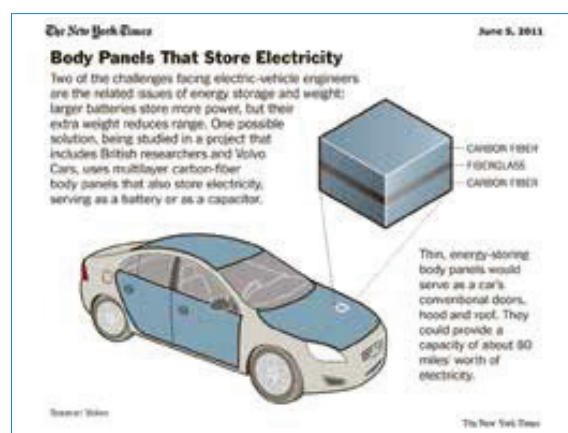 The New York Times
June 5, 2011
Body Panels That Store Electricity
Two of the challenges facing electric-vehicle engineers
are the related issues of energy storage and weight:
larger batteries store more power, but their
extra weight reduces range. One possible
solution, being studied in a project that
includes British researchers and Volvo
Cars, uses multilayer carbon-fiber
body panels that also store electricity,
serving as a battery or as a capacitor.
CARBON FIBER
FIBERGLASS
CARBON FIBER
Thin, energy-storing
body panels would
serve as a car's
conventional doors,
hood and roof. They
could provide a
capacity of about 80
miles' worth of
electricity.
Source: Volvo
The New York Times